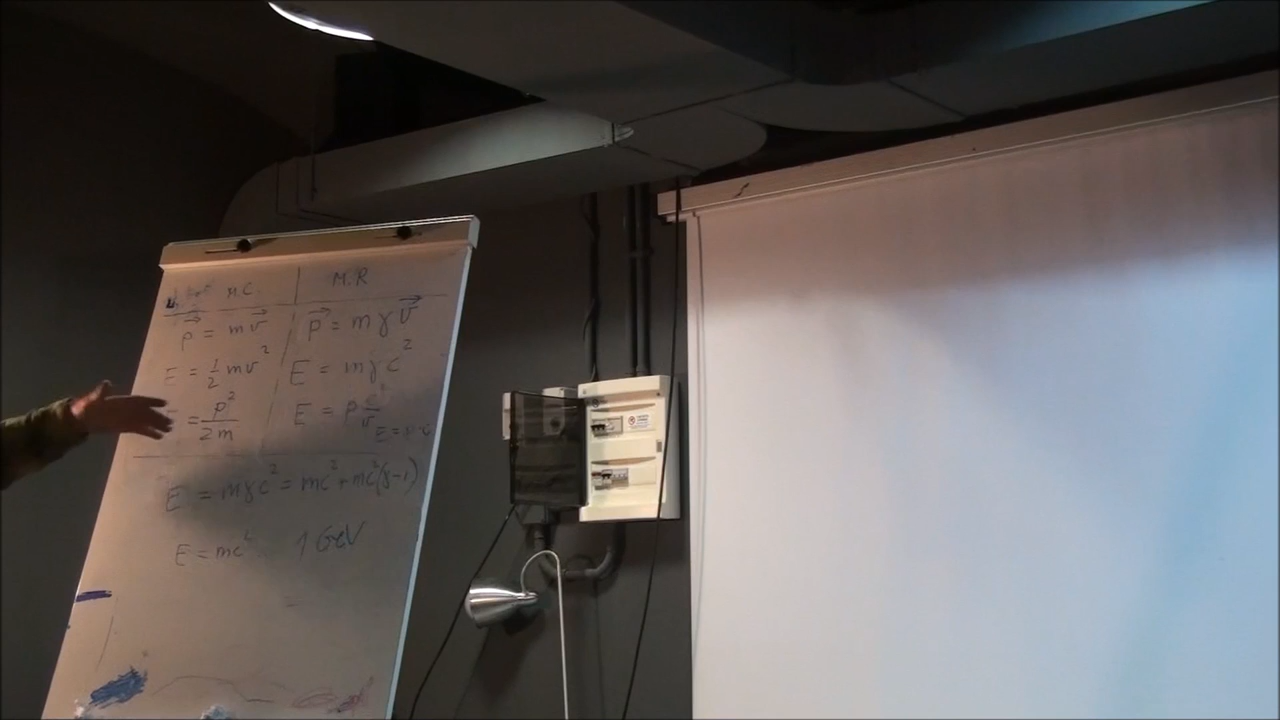 M.C. M.R
p⃗ = mv⃗ p⃗ = mγv⃗
E = ½mv² E = mγc²
= p²/2m E = p c²/v
E = mγc² = mc² + mc²(γ-1)
E = mc² 1 GeV